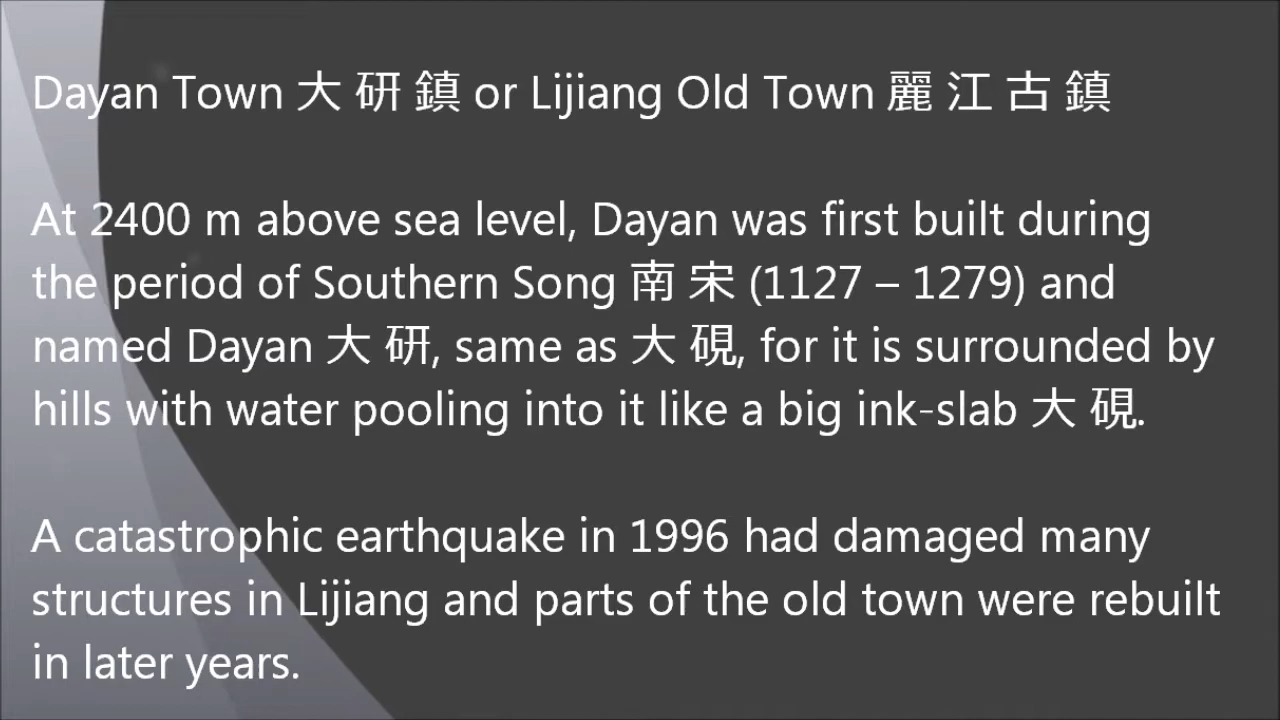 Dayan Town 大 研 鎮 or Lijiang Old Town 麗 江 古 鎮
At 2400 m above sea level, Dayan was first built during
the period of Southern Song 南 宋 (1127 – 1279) and
named Dayan 大 研, same as 大 硯, for it is surrounded by
hills with water pooling into it like a big ink-slab 大 硯.
A catastrophic earthquake in 1996 had damaged many
structures in Lijiang and parts of the old town were rebuilt
in later years.